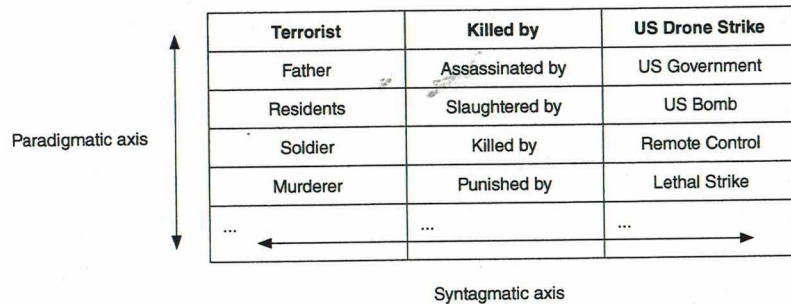 Terrorist Killed by US Drone Strike
Father Assassinated by US Government
Residents Slaughtered by US Bomb
Paradigmatic axis
Soldier Killed by Remote Control
Murderer Punished by Lethal Strike
... ... ...
Syntagmatic axis